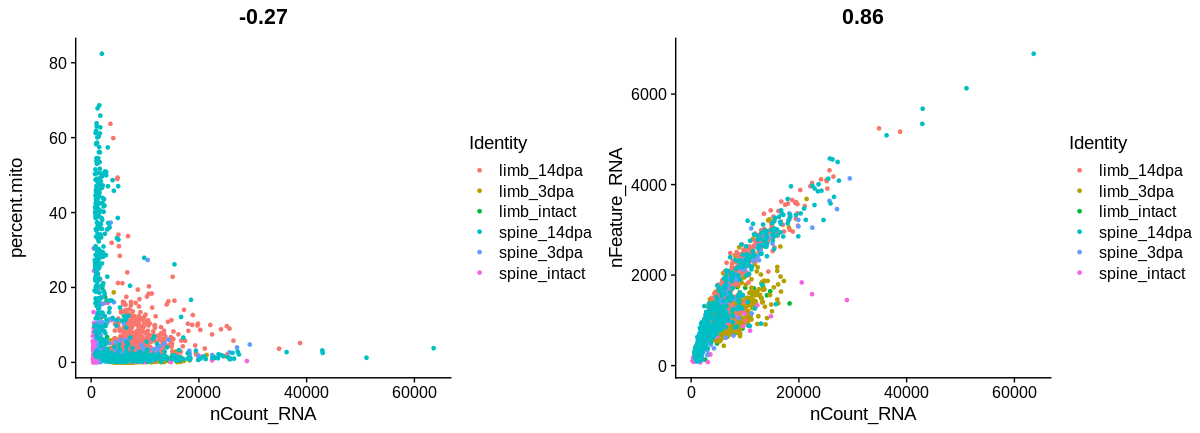 -0.27
percent.mito
80
60
40
20
0
0 20000 40000 60000
nCount_RNA
Identity
limb_14dpa
limb_3dpa
limb_intact
spine_14dpa
spine_3dpa
spine_intact
0.86
nFeature_RNA
6000
4000
2000
0
0 20000 40000 60000
nCount_RNA
Identity
limb_14dpa
limb_3dpa
limb_intact
spine_14dpa
spine_3dpa
spine_intact